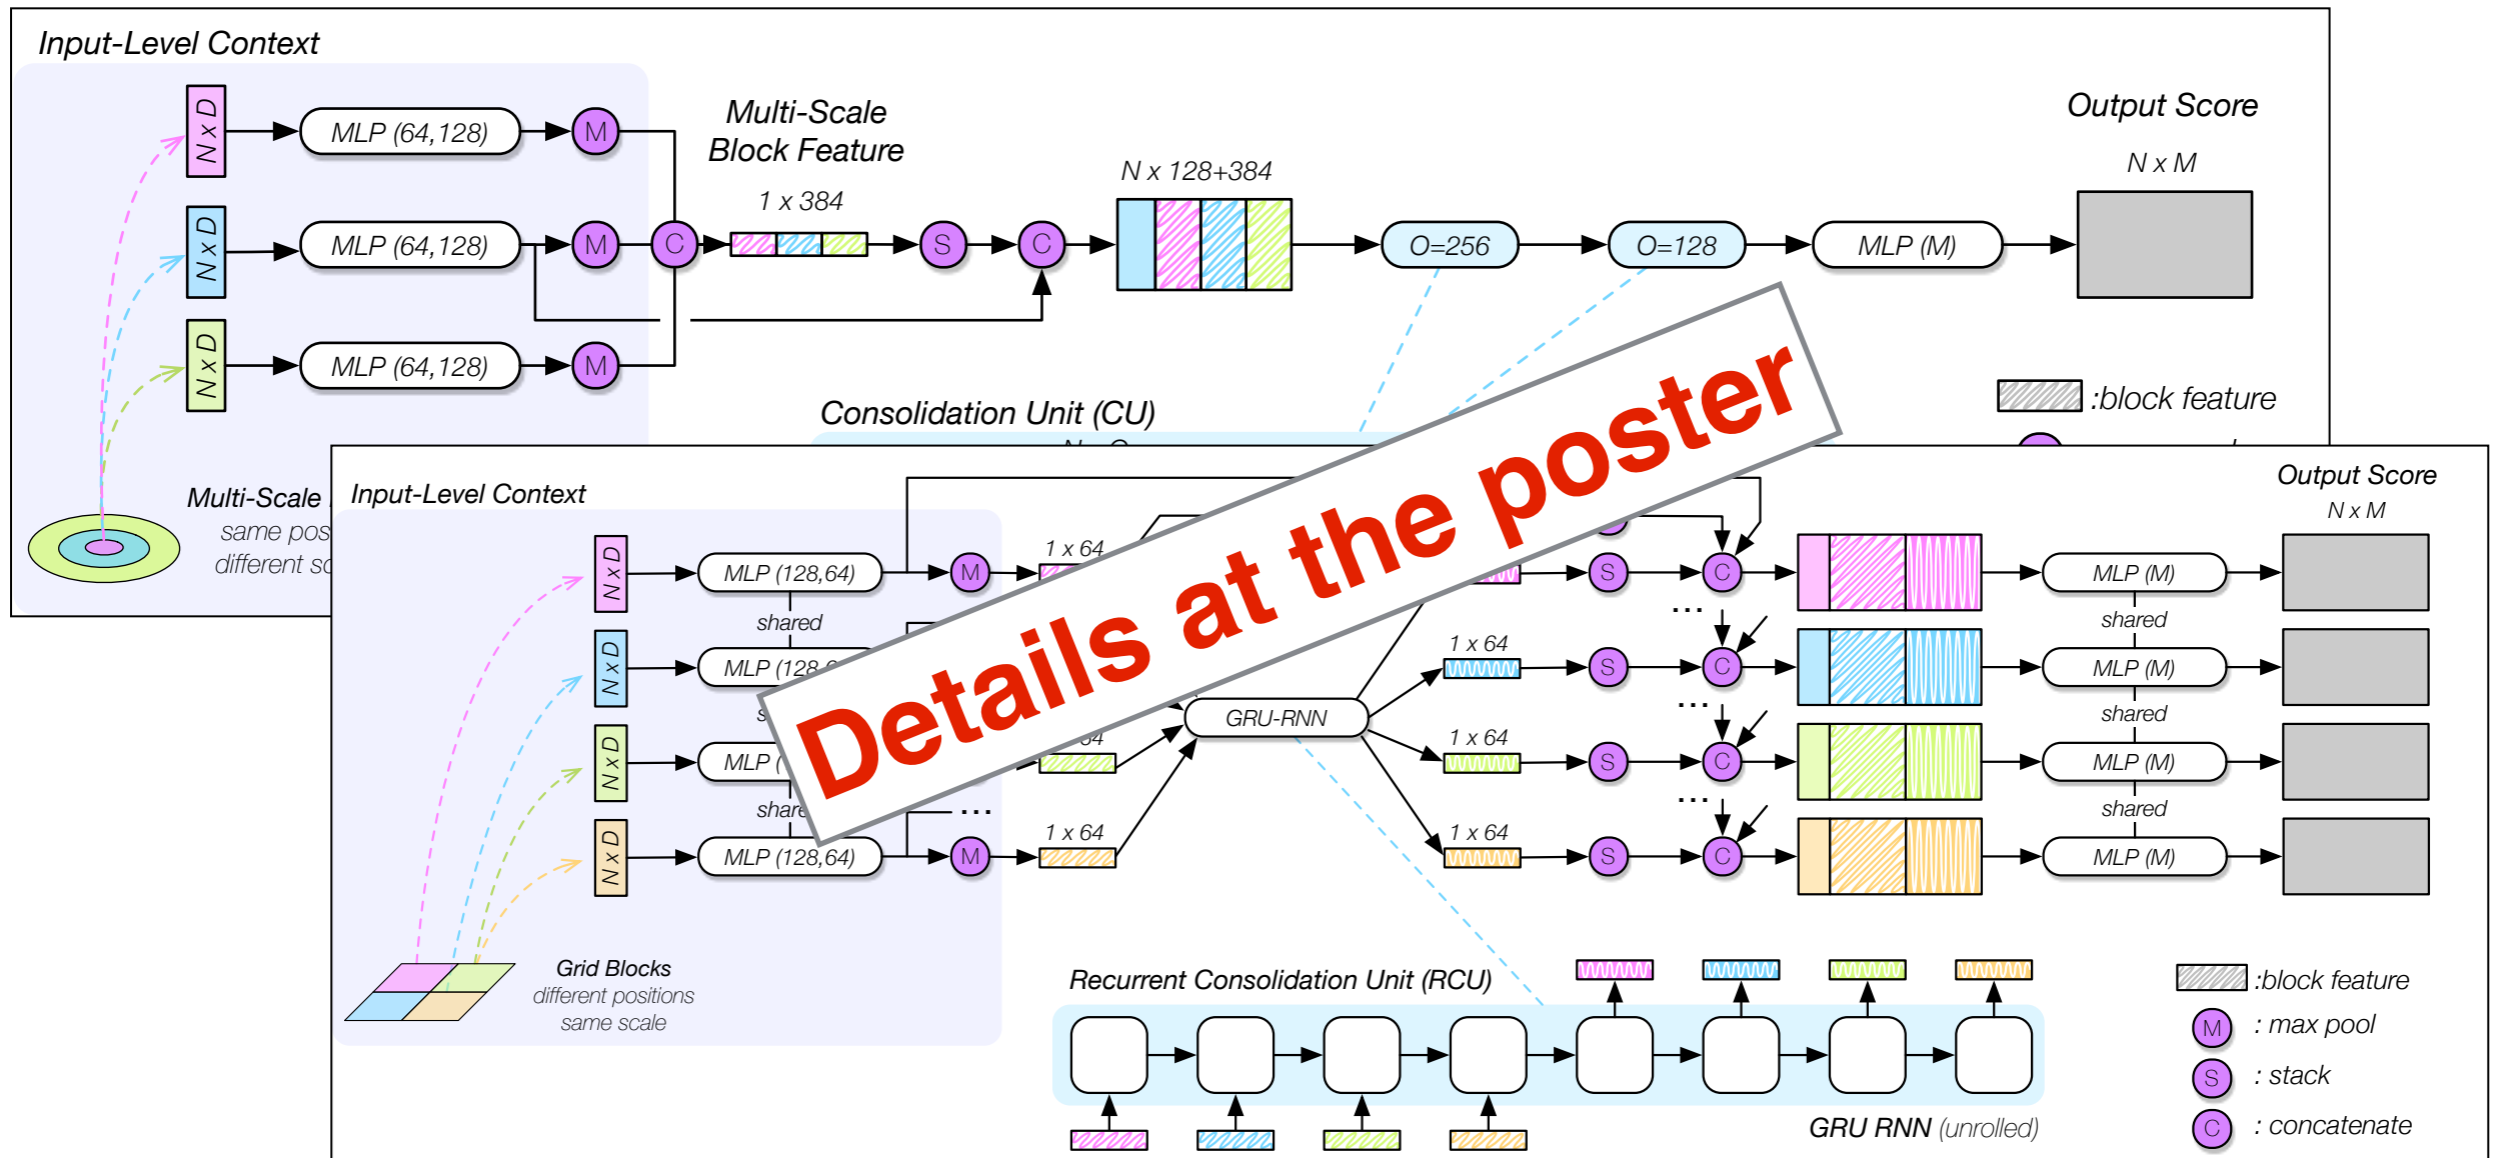 Input-Level Context
N x D
MLP (64,128)
M
Multi-Scale
Block Feature
1 x 384
N x 128+384
Output Score
N x M
N x D
MLP (64,128)
M
C
S
C
O=256
O=128
MLP (M)
N x D
MLP (64,128)
M
Consolidation Unit (CU)
:block feature
Multi-Scale
same pos
different sc
Details at the poster
Input-Level Context
Output Score
N x M
N x D
MLP (128,64)
M
1 x 64
S
C
MLP (M)
shared
...
shared
N x D
MLP (128,
1 x 64
S
C
MLP (M)
...
shared
GRU-RNN
N x D
MLP (
64
1 x 64
S
C
MLP (M)
shared
...
...
shared
N x D
MLP (128,64)
M
1 x 64
1 x 64
S
C
MLP (M)
Grid Blocks
different positions
same scale
Recurrent Consolidation Unit (RCU)
GRU RNN (unrolled)
:block feature
M : max pool
S : stack
C : concatenate